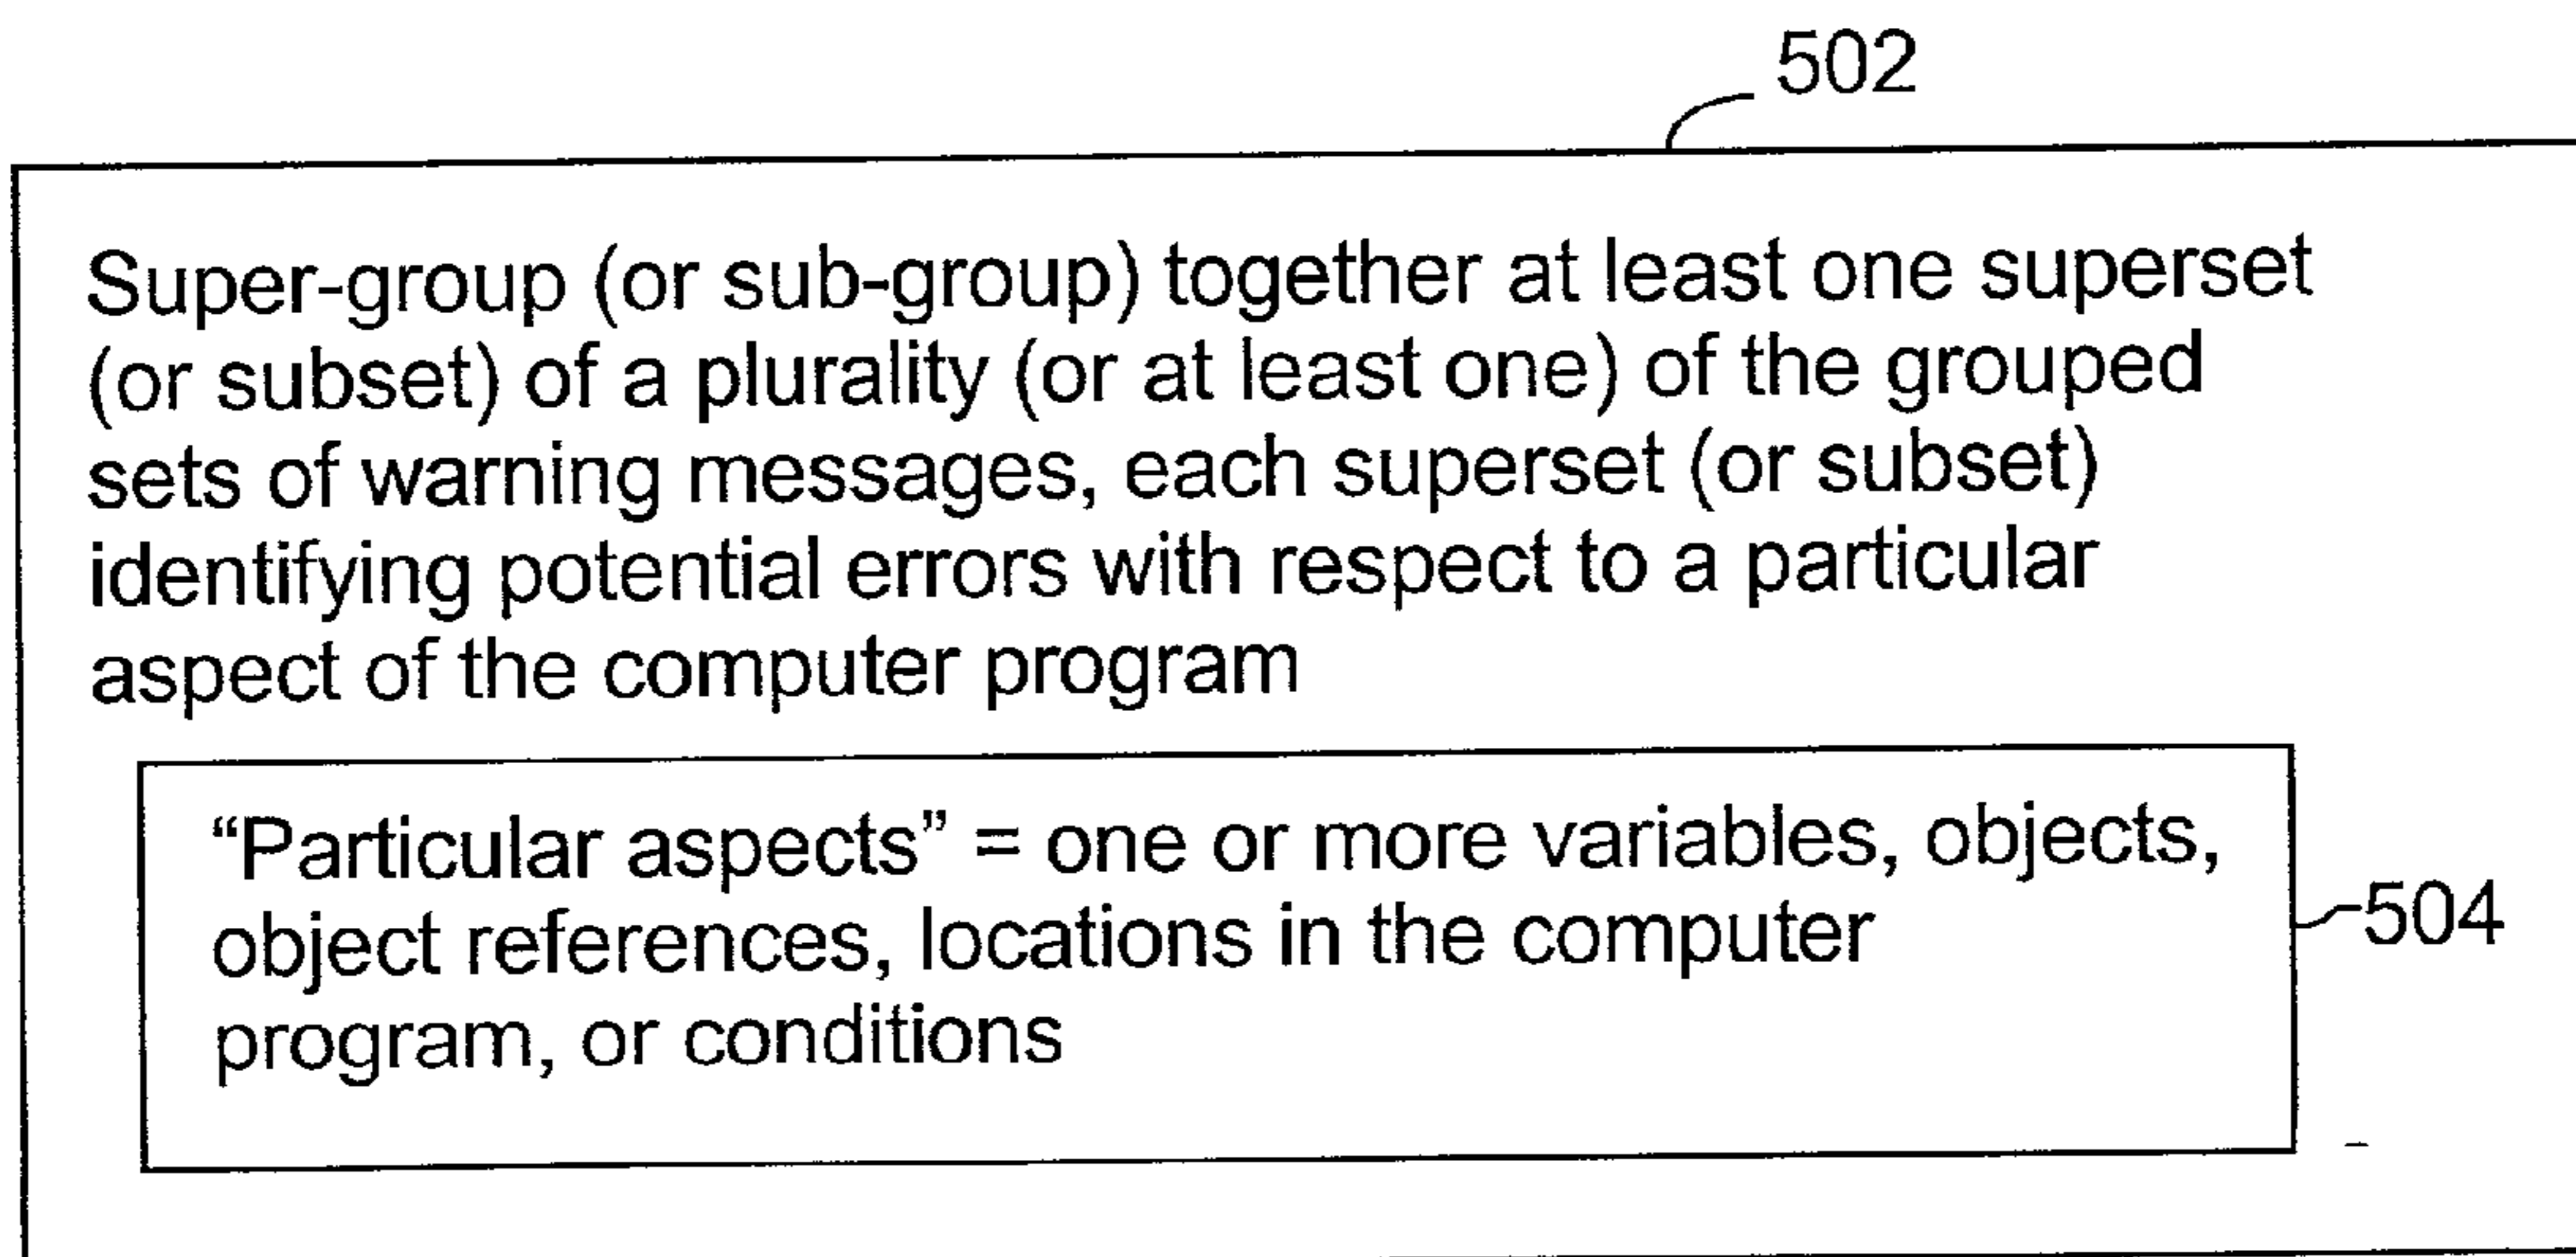 502
Super-group (or sub-group) together at least one superset
(or subset) of a plurality (or at least one) of the grouped
sets of warning messages, each superset (or subset)
identifying potential errors with respect to a particular
aspect of the computer program
“Particular aspects” = one or more variables, objects,
object references, locations in the computer
program, or conditions
504